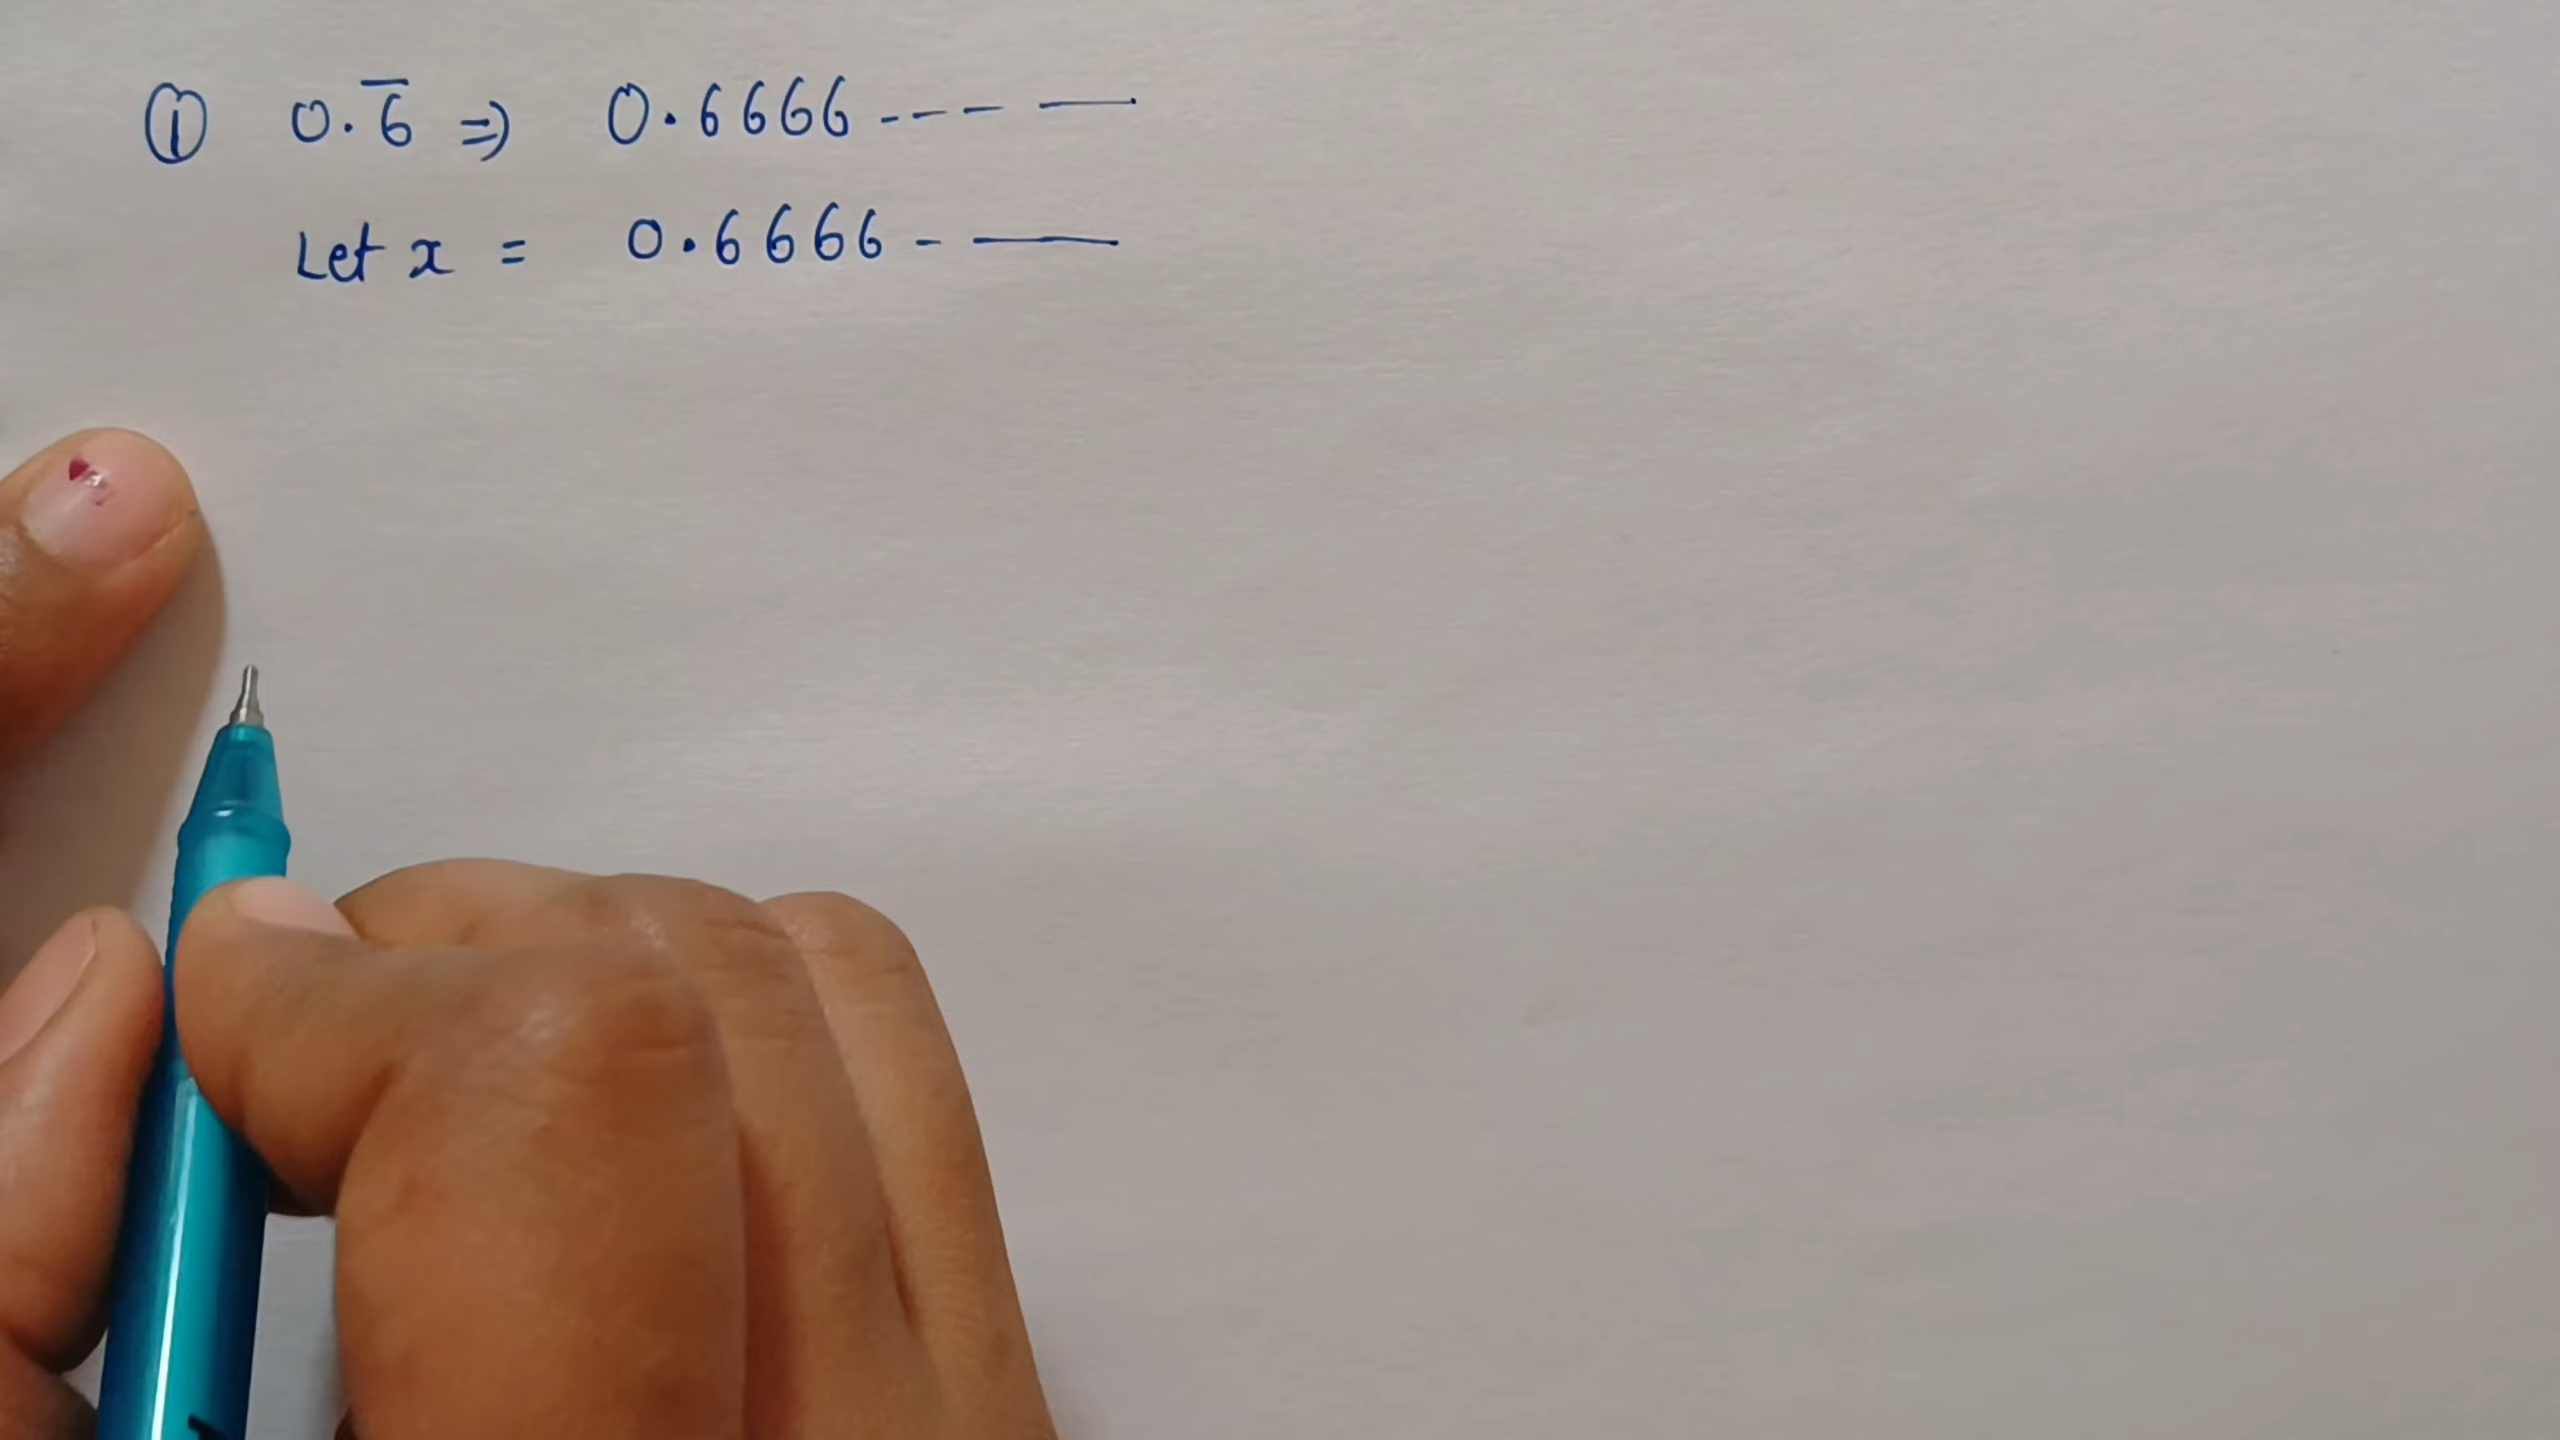 ① 0.6̅ ⇒ 0.6666 ---- —
Let x = 0.6666 - —